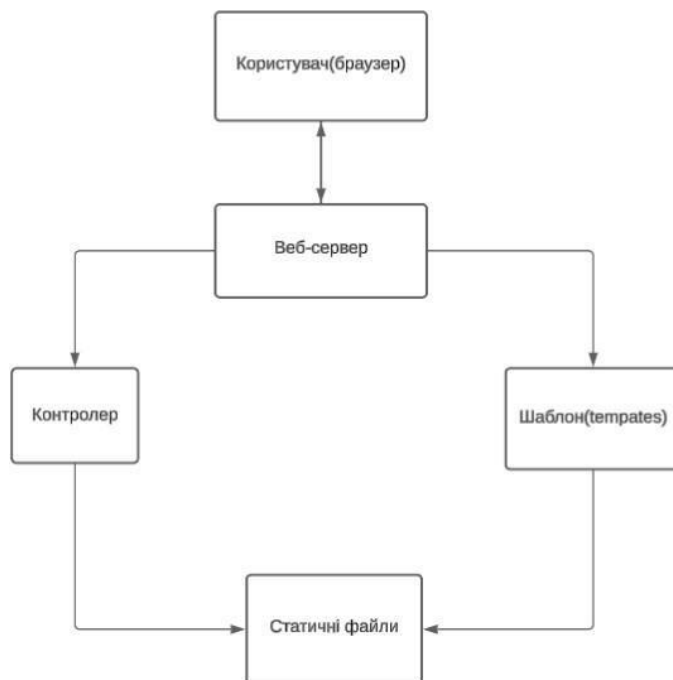 Користувач(браузер)
Веб-сервер
Контролер
Шаблон(tempates)
Статичні файли